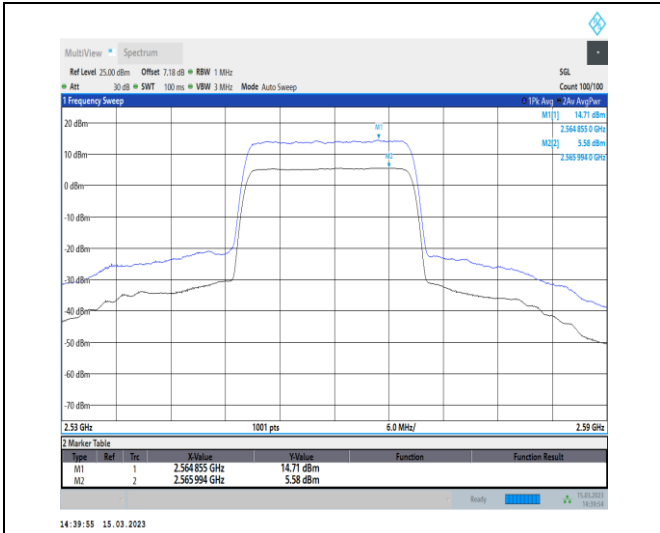 MultiView Spectrum
Ref Level 25.00 dBm Offset 7.18 dB RBW 1 MHz SGL
Att 30 dB SWT 100 ms VBW 3 MHz Mode Auto Sweep Count 100/100
1 Frequency Sweep 1Pk Avg 2Av AvgPwr
M1[1] 14.71 dBm
2.564 855 0 GHz
M2[2] 5.58 dBm
2.565 994 0 GHz
M1
M2
20 dBm
10 dBm
0 dBm
-10 dBm
-20 dBm
-30 dBm
-40 dBm
-50 dBm
-60 dBm
-70 dBm
2.53 GHz 1001 pts 6.0 MHz/ 2.59 GHz
2 Marker Table
Type Ref Trc X-Value Y-Value Function Function Result
M1 1 2.564 855 GHz 14.71 dBm
M2 2 2.565 994 GHz 5.58 dBm
Ready 15.03.2023
14:39:54
14:39:55 15.03.2023